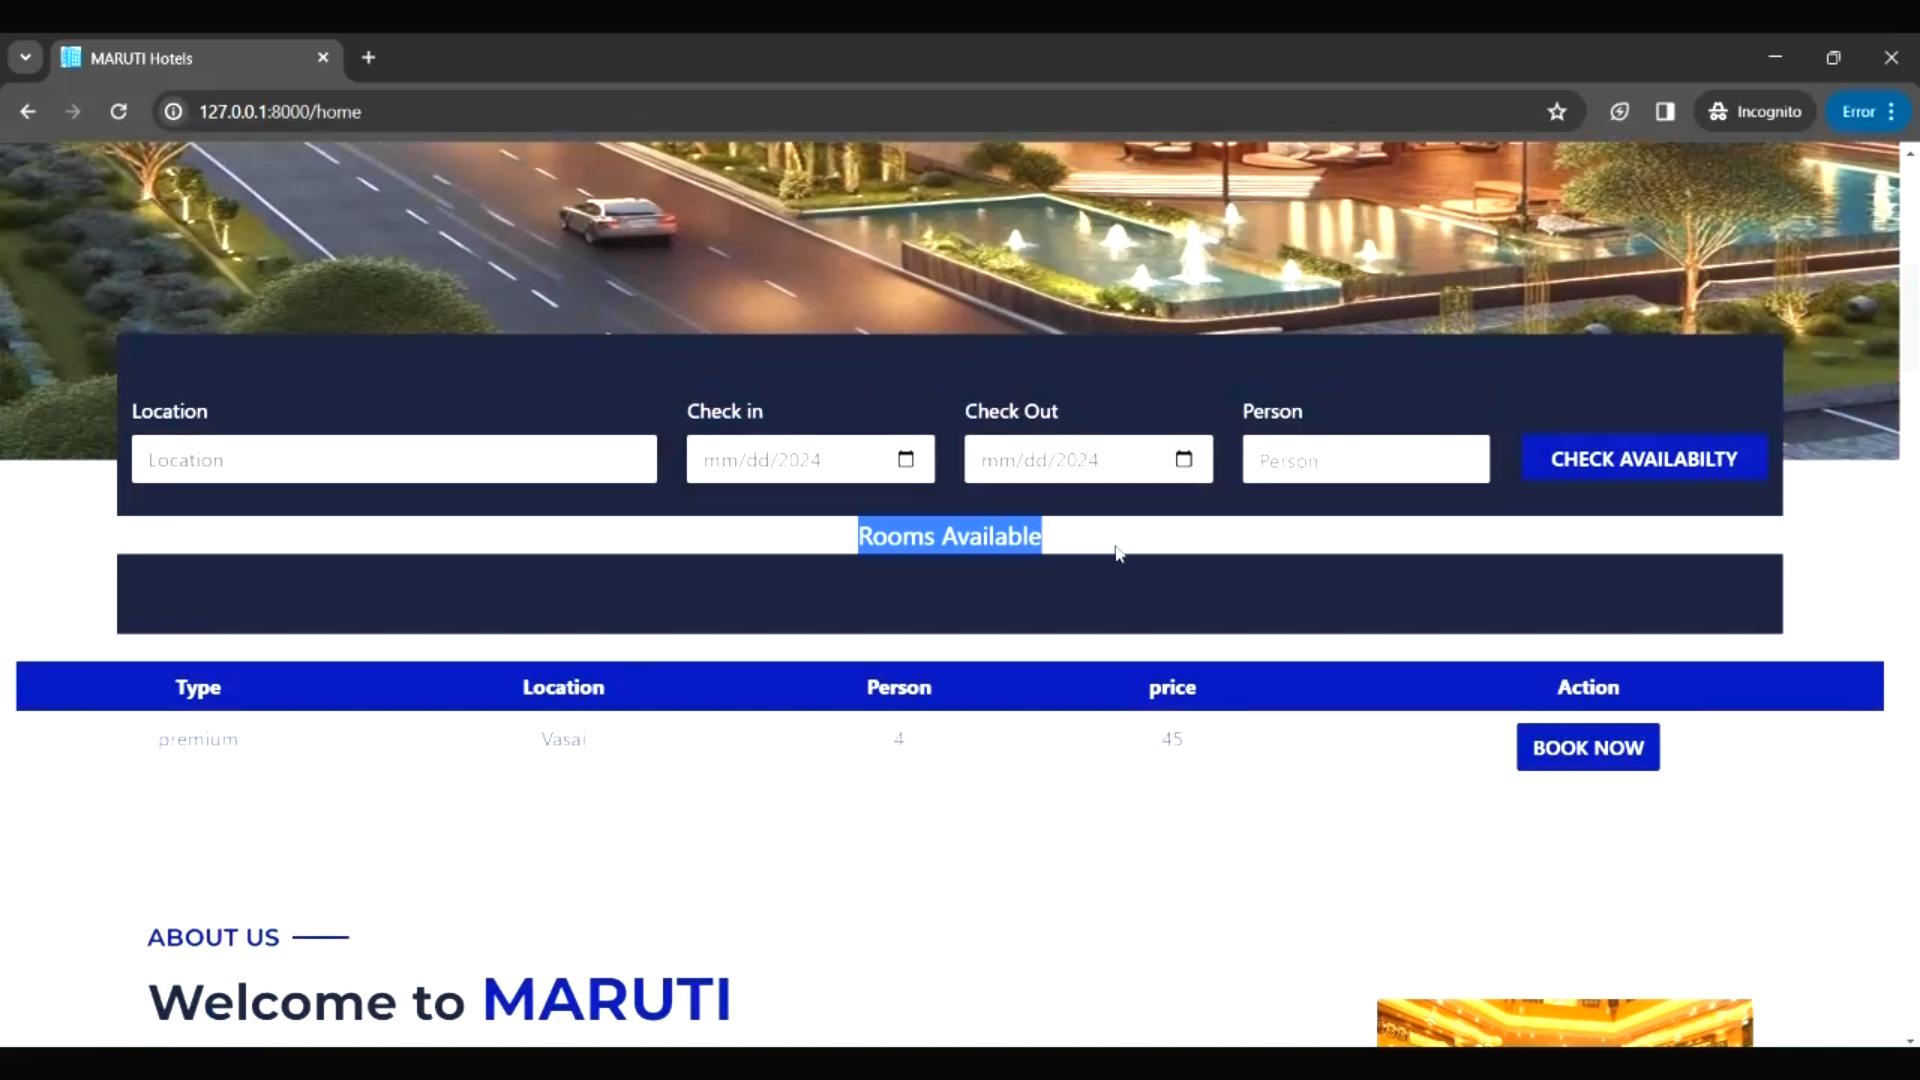 MARUTI Hotels
127.0.0.1:8000/home
Incognito
Error
Location Check in Check Out Person
Location mm/dd/2024 mm/dd/2024 Person CHECK AVAILABILTY
Rooms Available
Type Location Person price Action
premium Vasai 4 45 BOOK NOW
ABOUT US
Welcome to MARUTI